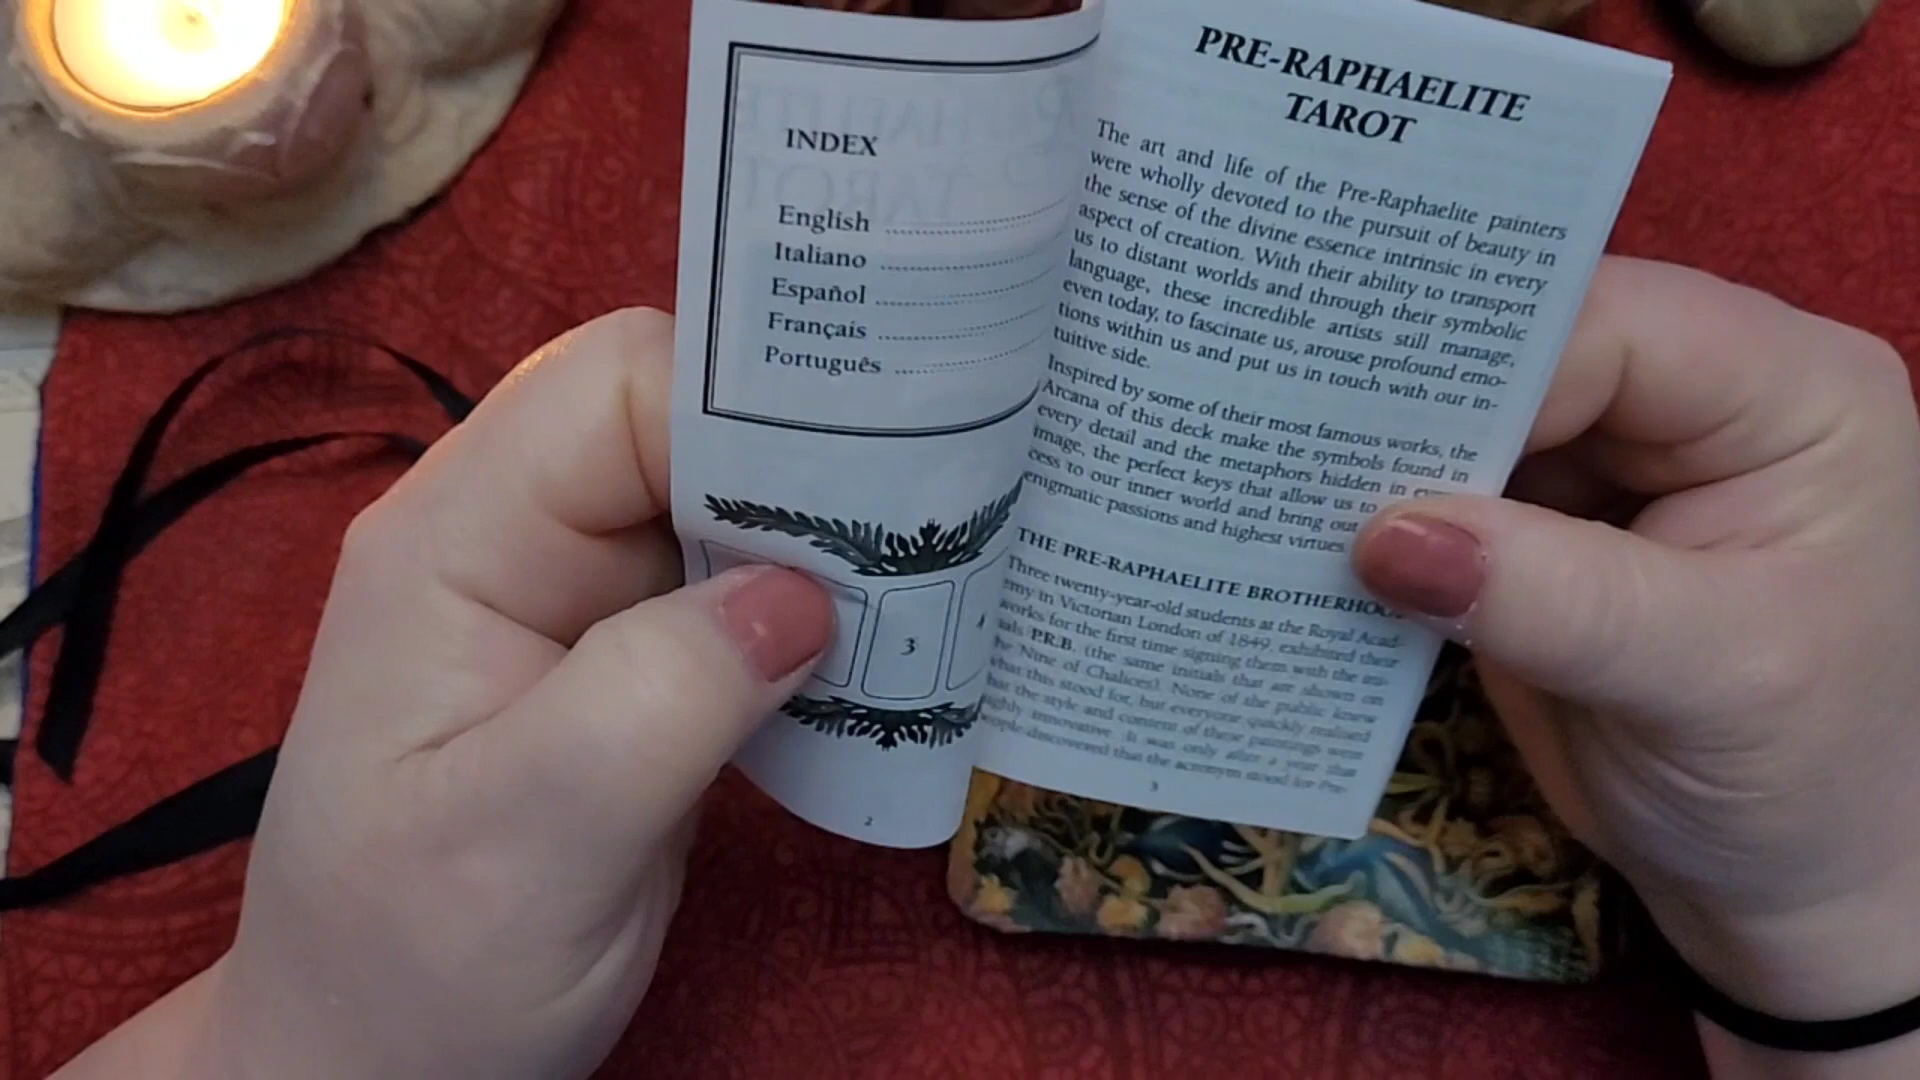 INDEX
English
Italiano
Español
Français
Português
3
2
PRE-RAPHAELITE
TAROT
The art and life of the Pre-Raphaelite painters
were wholly devoted to the pursuit of beauty in
the sense of the divine essence intrinsic in every
aspect of creation. With their ability to transport
us to distant worlds and through their symbolic
language, these incredible artists still manage,
even today, to fascinate us, arouse profound emo-
tions within us and put us in touch with our in-
tuitive side.
Inspired by some of their most famous works, the
Arcana of this deck make the symbols found in
every detail and the metaphors hidden in
image, the perfect keys that allow us to
cess to our inner world and bring out
enigmatic passions and highest virtues
THE PRE-RAPHAELITE BROTHERHOO
Three twenty-year-old students at the Royal Acad-
emy in Victorian London of 1849, exhibited their
works for the first time signing them with the ini-
tials P.R.B. (the same initials that are shown on
the Nine of Chalices). None of the public knew
what this stood for, but everyone quickly realised
that the style and content of these paintings were
highly innovative. It was only after a year that
people discovered that the acronym stood for Pre-
3